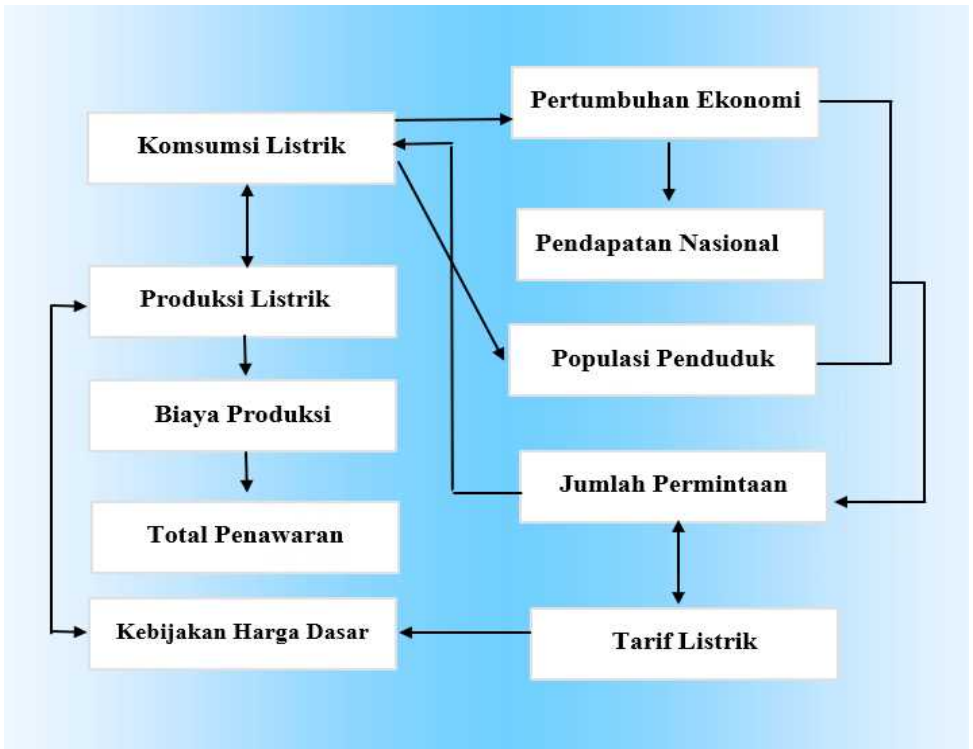 Komsumsi Listrik
Produksi Listrik
Biaya Produksi
Total Penawaran
Kebijakan Harga Dasar
Pertumbuhan Ekonomi
Pendapatan Nasional
Populasi Penduduk
Jumlah Permintaan
Tarif Listrik